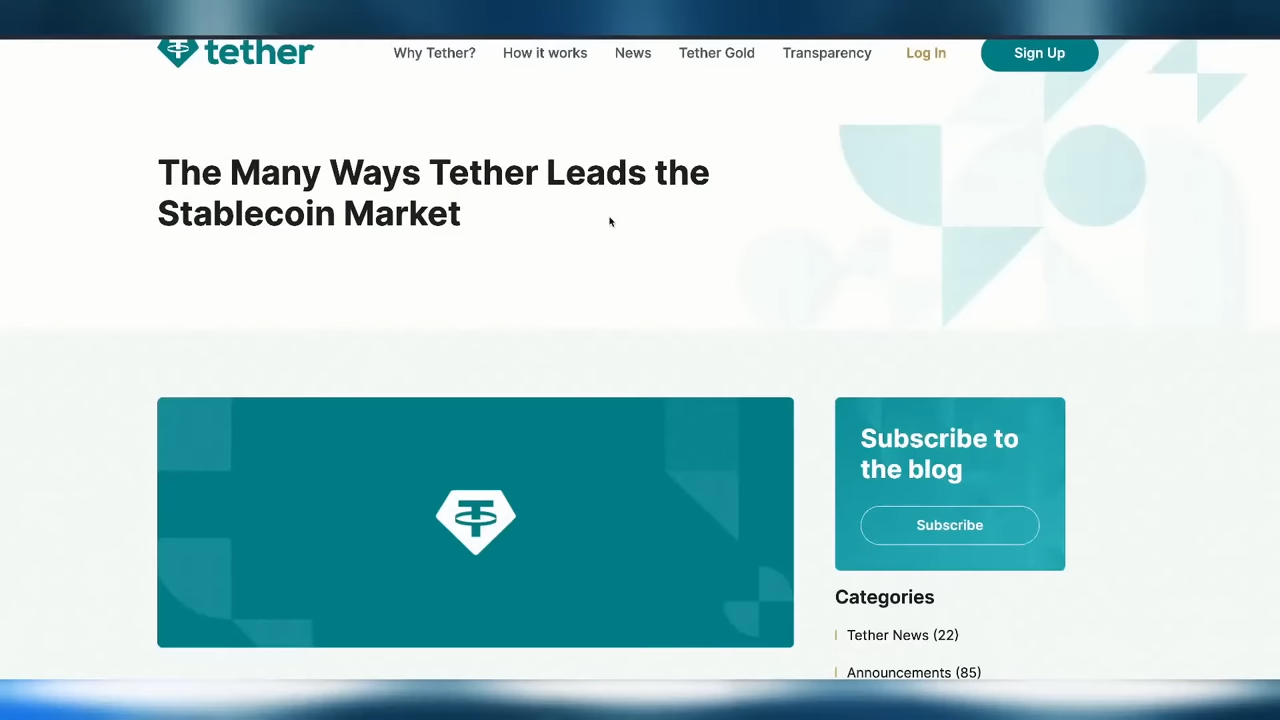 tether
Why Tether? How it works News Tether Gold Transparency Log In Sign Up
The Many Ways Tether Leads the
Stablecoin Market
Subscribe to
the blog
Subscribe
Categories
Tether News (22)
Announcements (85)